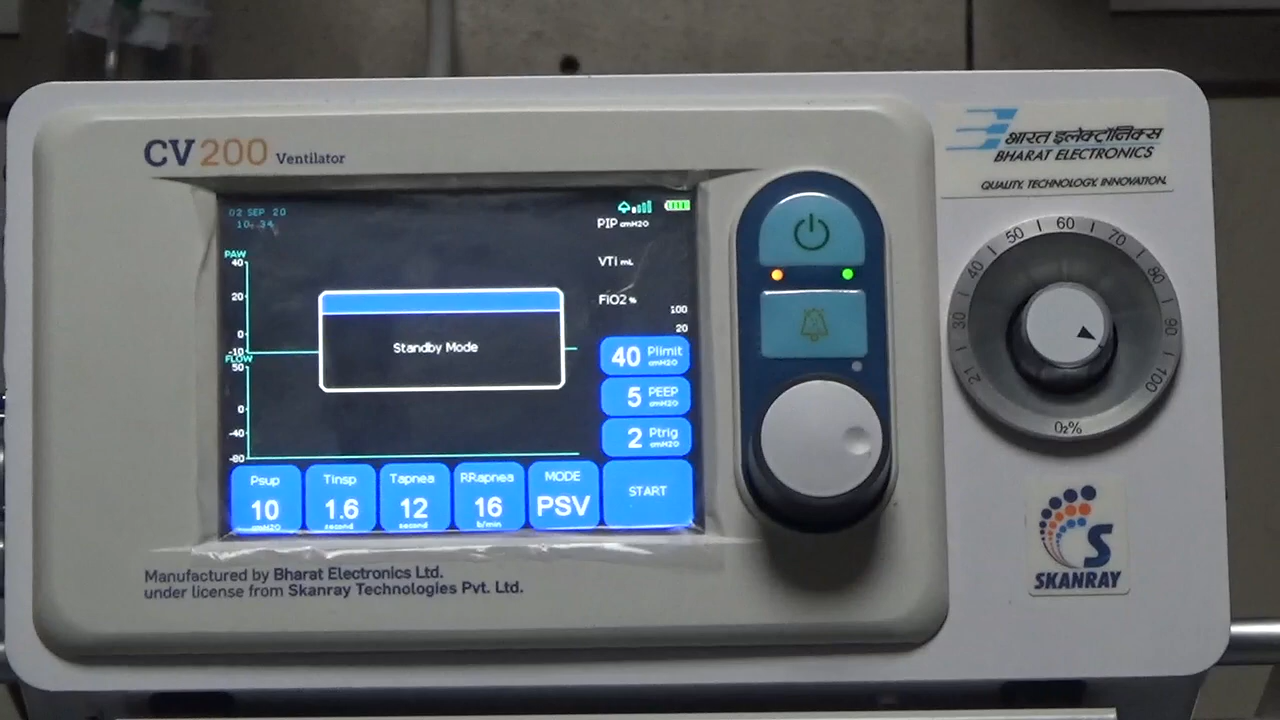 CV200 Ventilator
भारत इलेक्ट्रॉनिक्स
BHARAT ELECTRONICS
QUALITY. TECHNOLOGY. INNOVATION.
02 SEP 20
10:34
PAW
40
20
0
-10
FLOW
50
0
-40
-80
Standby Mode
PIP cmH2O
VTI mL
FiO2 %
100
20
40 Plimit cmH2O
5 PEEP cmH2O
2 Ptrig cmH2O
Psup
10
cmH2O
Tinsp
1.6
second
Tapnea
12
second
RRapnea
16
b/min
MODE
PSV
START
21 30 40 50 60 70 80 90 100
O₂%
SKANRAY
Manufactured by Bharat Electronics Ltd.
under license from Skanray Technologies Pvt. Ltd.